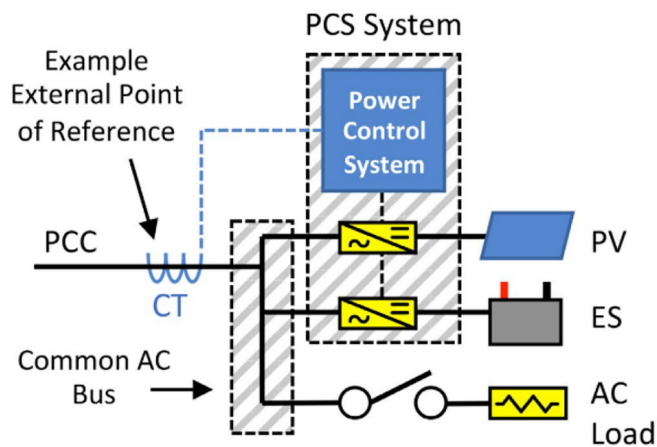 PCS System
Example
External Point
of Reference
Power
Control
System
PCC
CT
PV
ES
Common AC
Bus
AC
Load